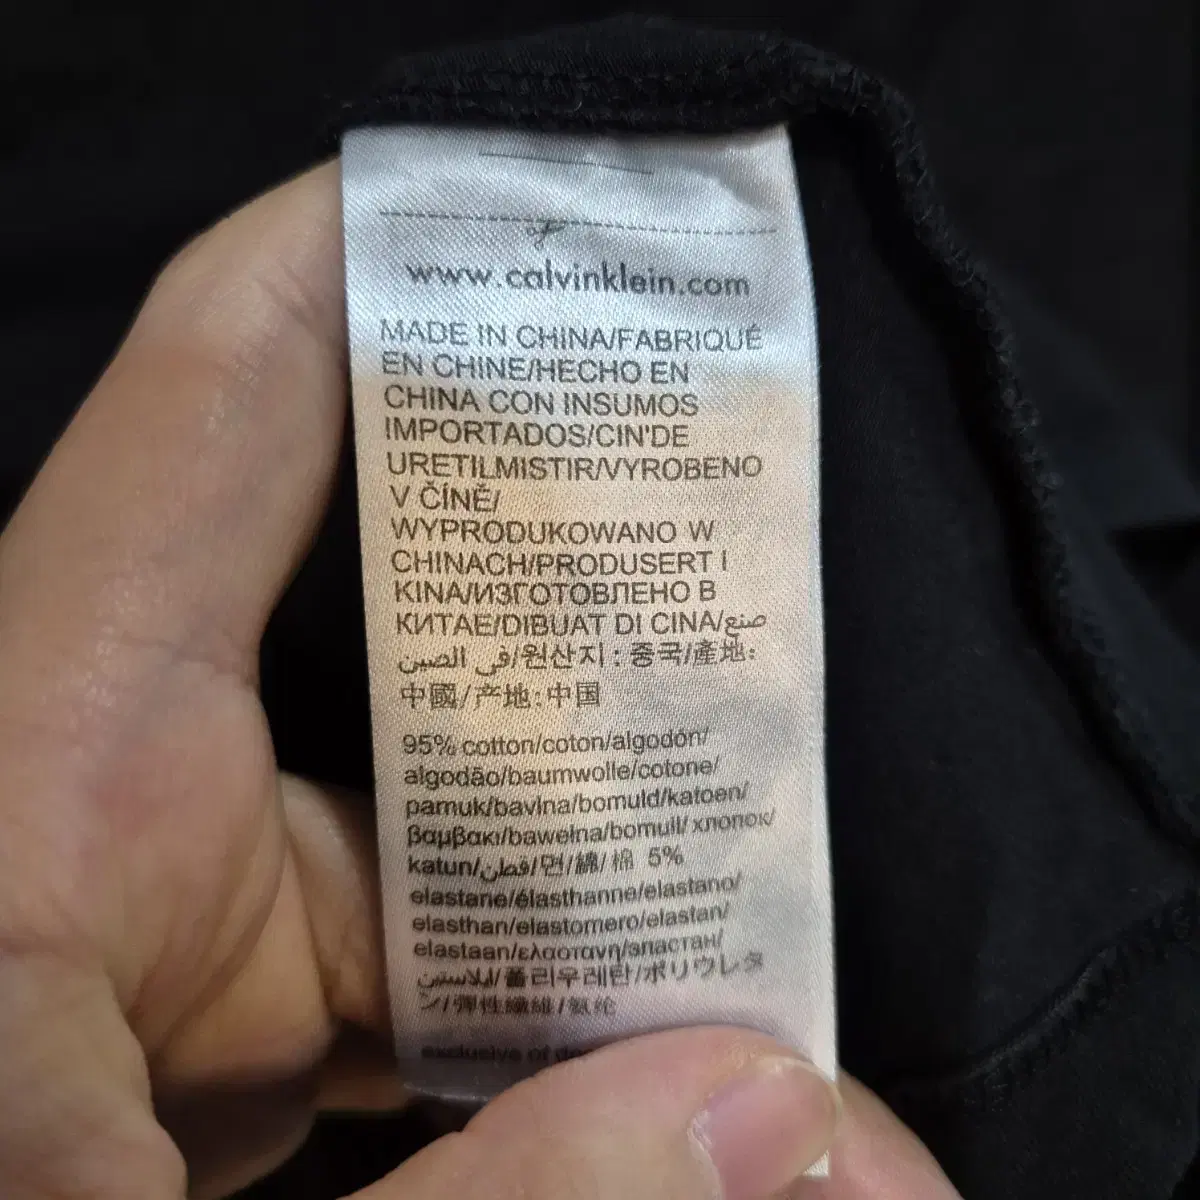 www.calvinklein.com
MADE IN CHINA/FABRIQUÉ
EN CHINE/HECHO EN
CHINA CON INSUMOS
IMPORTADOS/CIN'DE
URETILMISTIR/VYROBENO
V ČÍNĚ/
WYPRODUKOWANO W
CHINACH/PRODUSERT I
KINA/ИЗГОТОВЛЕНО В
КИТАЕ/DIBUAT DI CINA/صنع
في الصين/원산지 : 중국/產地:
中國/产地:中国
95% cotton/coton/algodón/
algodão/baumwolle/cotone/
pamuk/bavlna/bomuld/katoen/
βαμβακι/bawełna/bomull/ хлопок/
katun/قطن/면/綿/棉 5%
elastane/élasthanne/elastano/
elasthan/elastomero/elastan/
elastaan/ελαστανη/эластан/
ايلاستين/폴리우레탄/ポリウレタ
ン/彈性纖維/氨纶
exclusive of